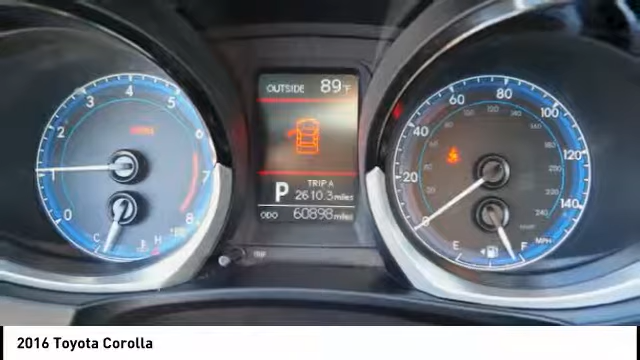 OUTSIDE 89°F
P TRIP A
2610.3 miles
ODO 60898 miles
0 1 2 3 4 5 6 7 8
C H
TRIP
0 20 40 60 80 100 120 140
MPH
E F
2016 Toyota Corolla